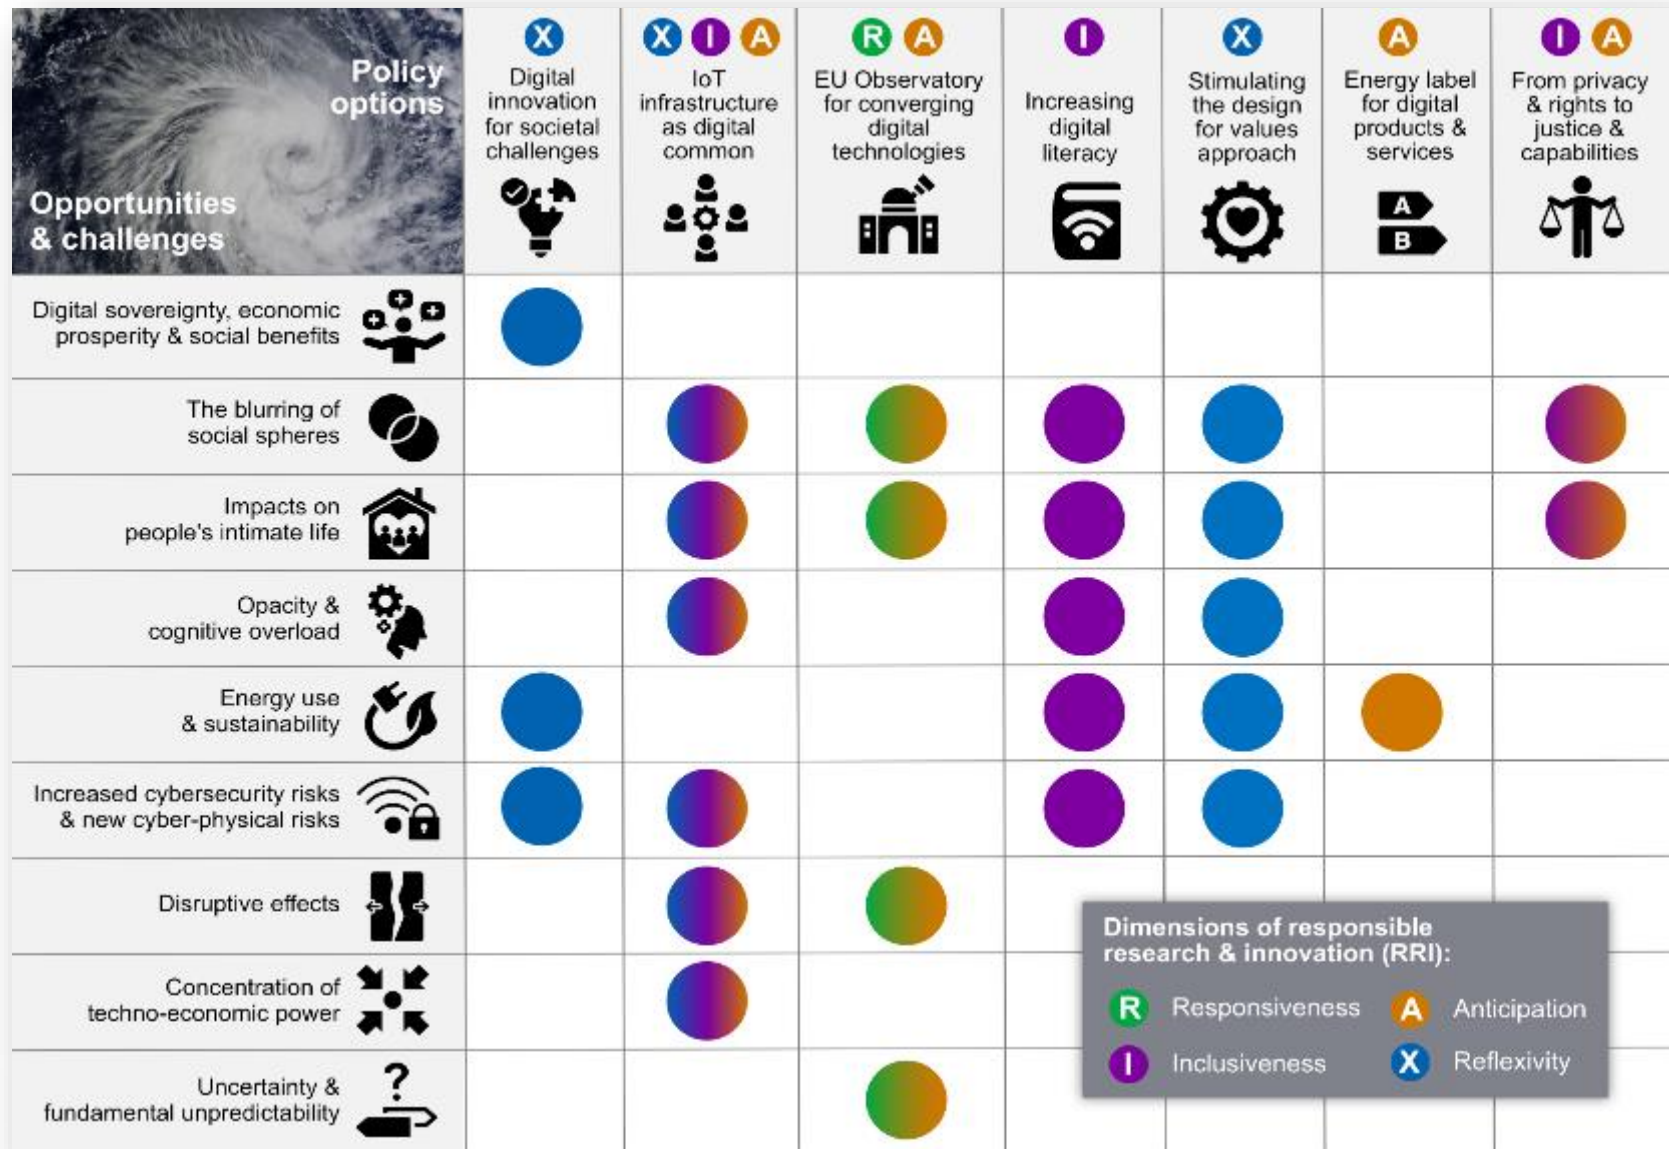 Policy
options
Opportunities
& challenges
X
Digital
innovation
for societal
challenges
X I A
IoT
infrastructure
as digital
common
R A
EU Observatory
for converging
digital
technologies
I
Increasing
digital
literacy
X
Stimulating
the design
for values
approach
A
Energy label
for digital
products &
services
A
B
I A
From privacy
& rights to
justice &
capabilities
Digital sovereignty, economic
prosperity & social benefits
The blurring of
social spheres
Impacts on
people's intimate life
Opacity &
cognitive overload
Energy use
& sustainability
Increased cybersecurity risks
& new cyber-physical risks
Disruptive effects
Concentration of
techno-economic power
Uncertainty &
fundamental unpredictability
?
Dimensions of responsible
research & innovation (RRI):
R Responsiveness A Anticipation
I Inclusiveness X Reflexivity